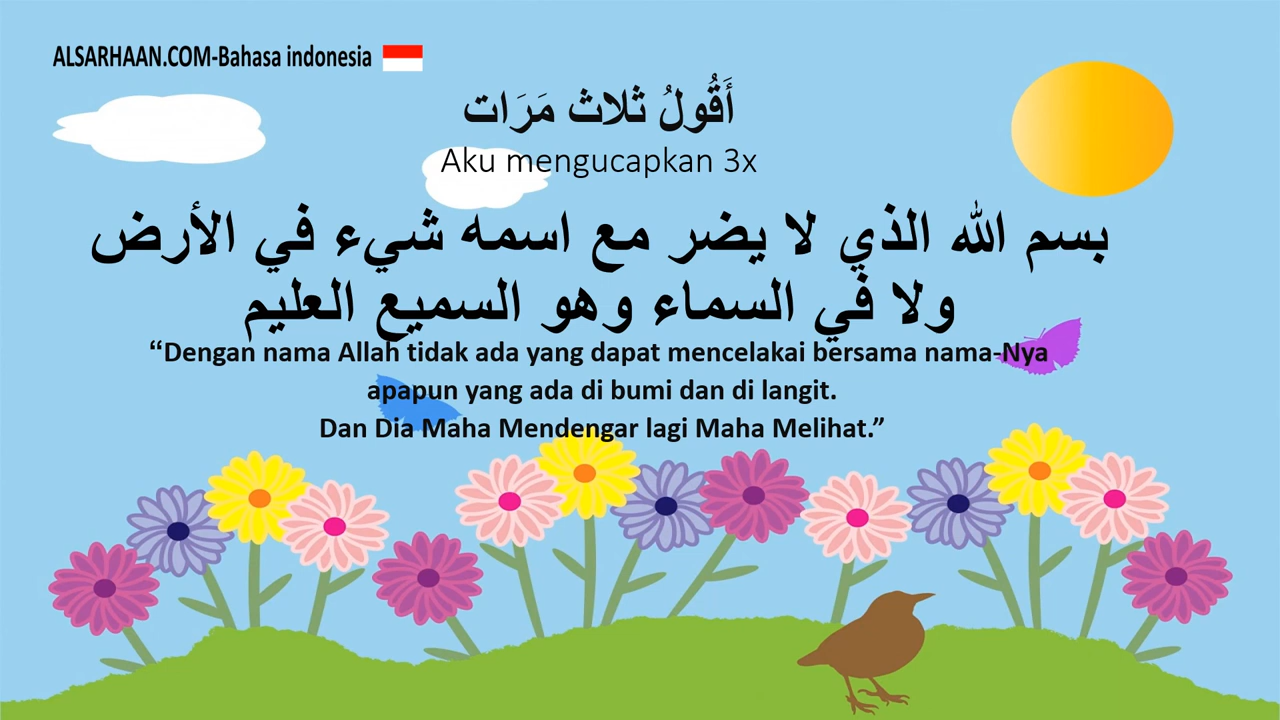 ALSARHAAN.COM-Bahasa indonesia
أَقُولُ ثلاث مَرَات
Aku mengucapkan 3x
بسم الله الذي لا يضر مع اسمه شيء في الأرض
ولا في السماء وهو السميع العليم
“Dengan nama Allah tidak ada yang dapat mencelakai bersama nama-Nya
apapun yang ada di bumi dan di langit.
Dan Dia Maha Mendengar lagi Maha Melihat.”